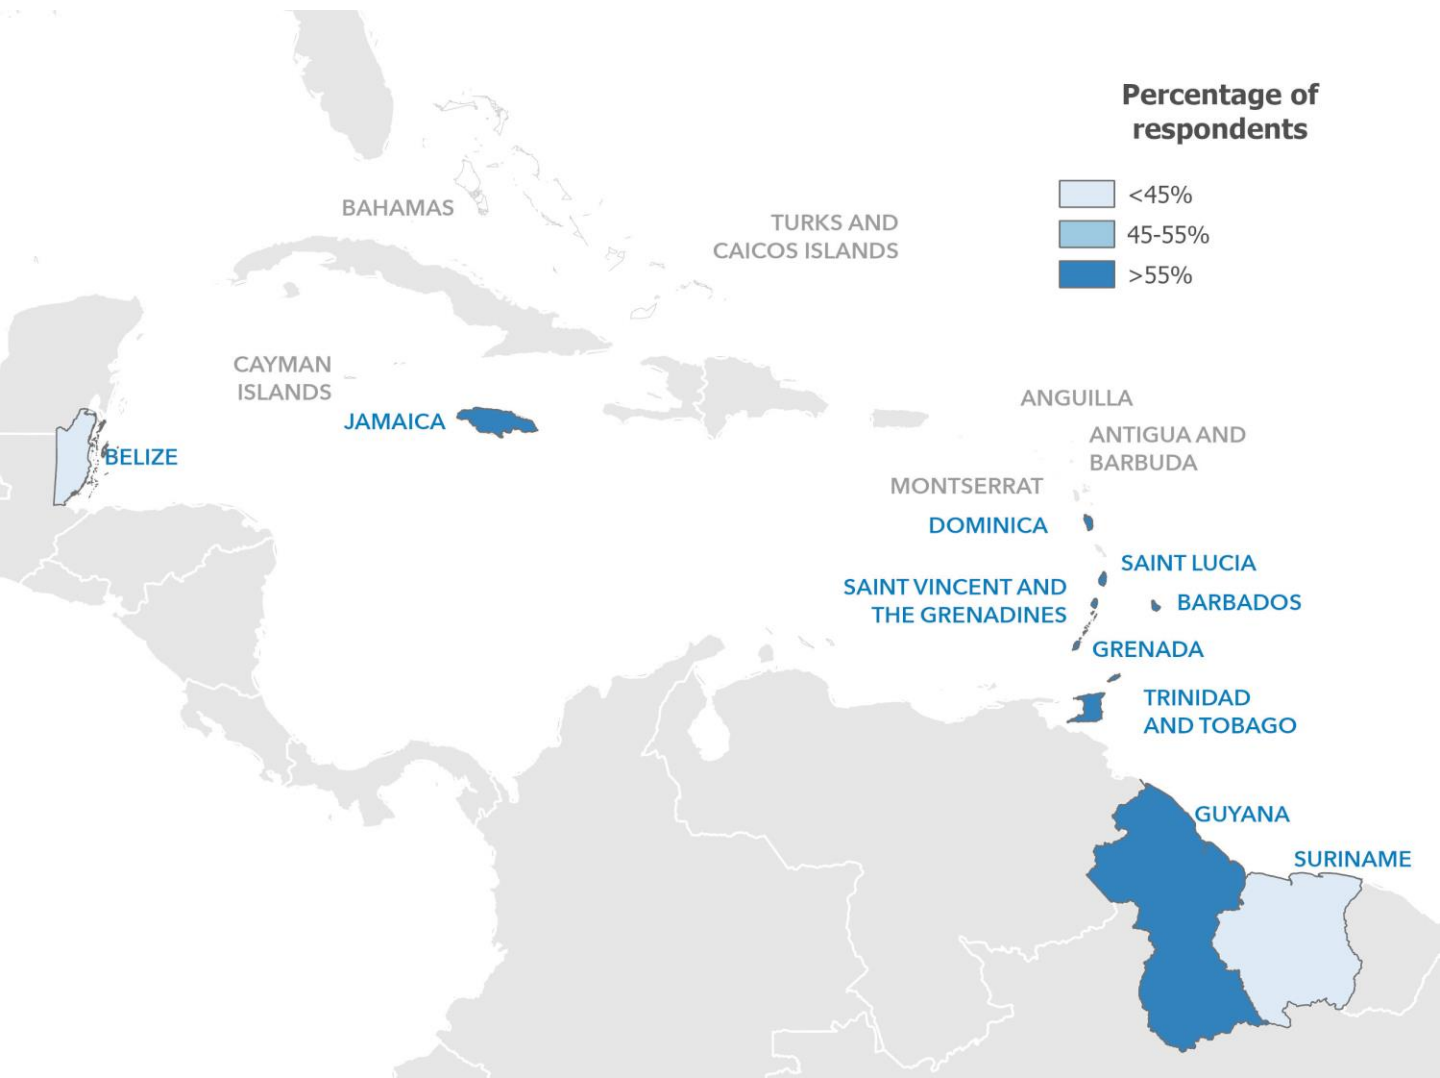 Percentage of
respondents
<45%
45-55%
>55%
BAHAMAS
TURKS AND
CAICOS ISLANDS
CAYMAN
ISLANDS
JAMAICA
BELIZE
ANGUILLA
ANTIGUA AND
BARBUDA
MONTSERRAT
DOMINICA
SAINT LUCIA
SAINT VINCENT AND
THE GRENADINES
BARBADOS
GRENADA
TRINIDAD
AND TOBAGO
GUYANA
SURINAME